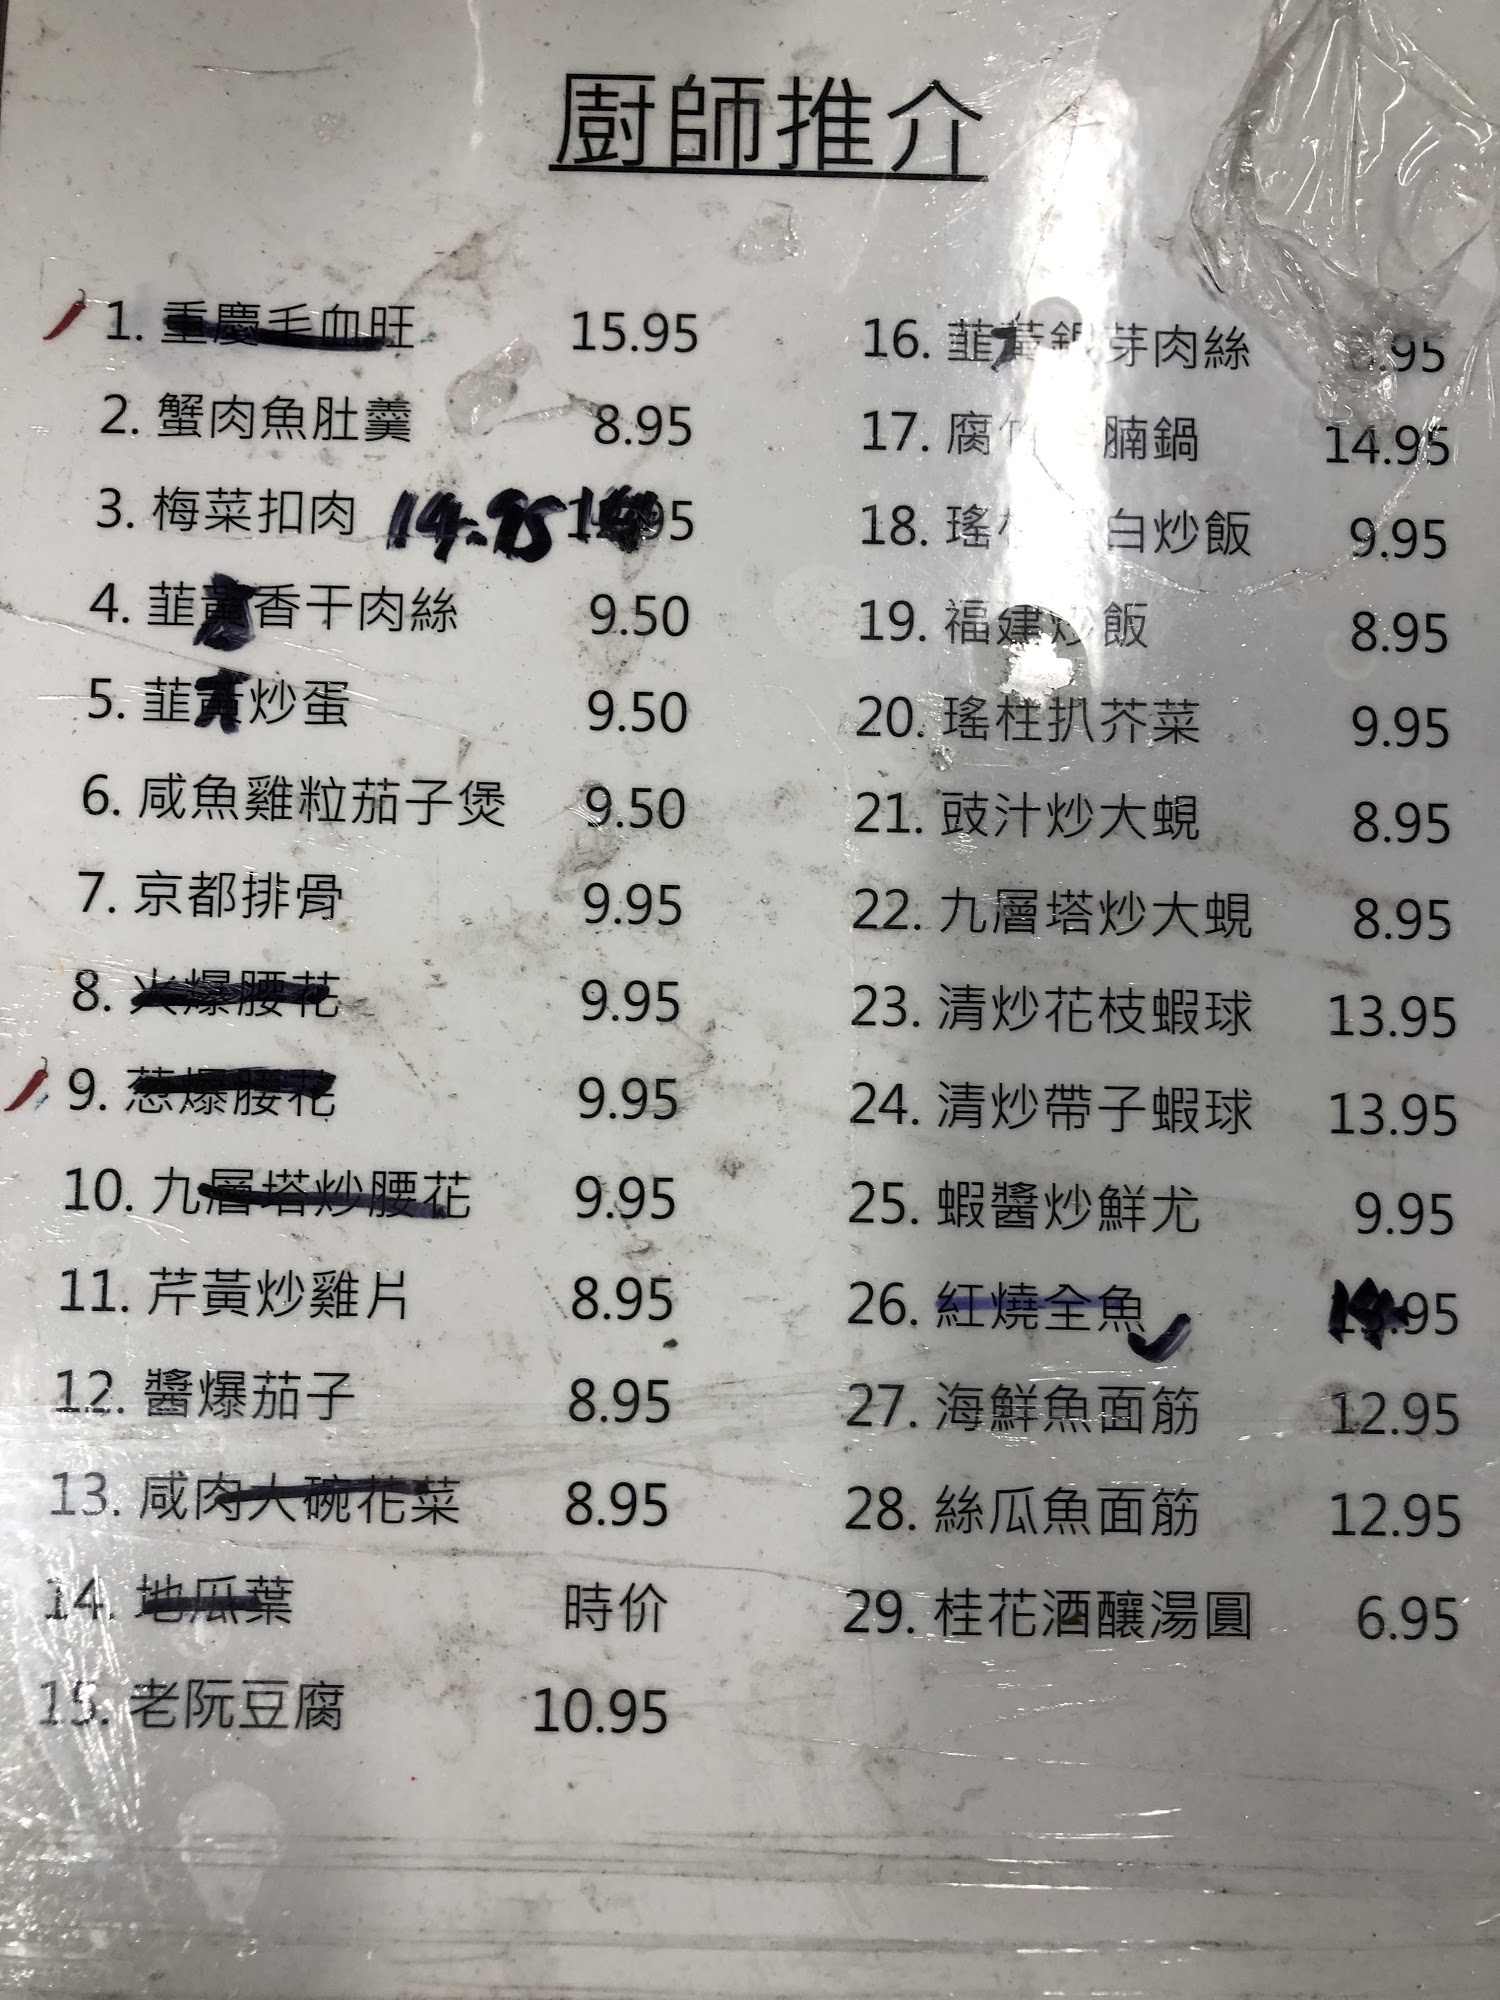 廚師推介
1. 重慶毛血旺 15.95
2. 蟹肉魚肚羹 8.95
3. 梅菜扣肉 14.95
4. 韮香干肉絲 9.50
5. 韮炒蛋 9.50
6. 咸魚雞粒茄子煲 9.50
7. 京都排骨 9.95
8. 火爆腰花 9.95
9. 葱爆腰花 9.95
10. 九層塔炒腰花 9.95
11. 芹黃炒雞片 8.95
12. 醬爆茄子 8.95
13. 咸肉大碗花菜 8.95
14. 地瓜葉 時价
15. 老阮豆腐 10.95
16. 韮芽肉絲 .95
17. 腐腩鍋 14.95
18. 瑤白炒飯 9.95
19. 福建炒飯 8.95
20. 瑤柱扒芥菜 9.95
21. 豉汁炒大蜆 8.95
22. 九層塔炒大蜆 8.95
23. 清炒花枝蝦球 13.95
24. 清炒帶子蝦球 13.95
25. 蝦醬炒鮮尤 9.95
26. 紅燒全魚 14.95
27. 海鮮魚面筋 12.95
28. 絲瓜魚面筋 12.95
29. 桂花酒釀湯圓 6.95